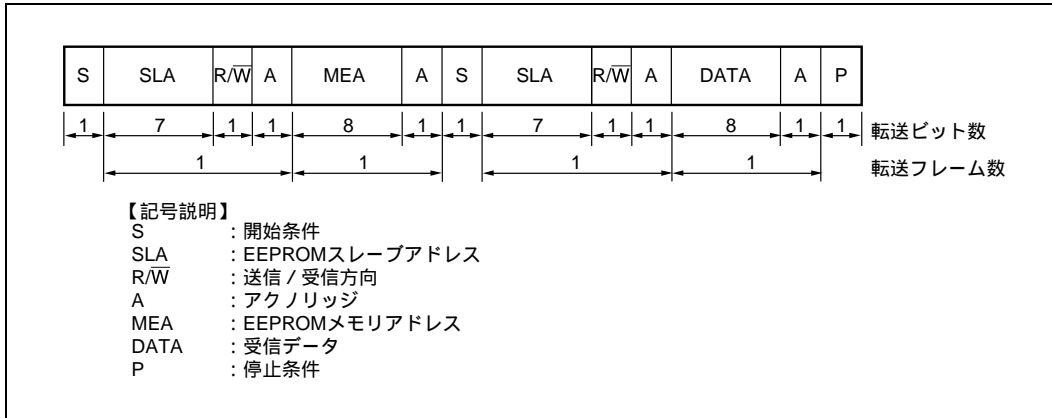 S SLA R/W̅ A MEA A S SLA R/W̅ A DATA A P
1 7 1 1 8 1 1 7 1 1 8 1 1 転送ビット数
1 1 1 1 転送フレーム数
【記号説明】
S : 開始条件
SLA : EEPROMスレーブアドレス
R/W̅ : 送信 / 受信方向
A : アクノリッジ
MEA : EEPROMメモリアドレス
DATA : 受信データ
P : 停止条件